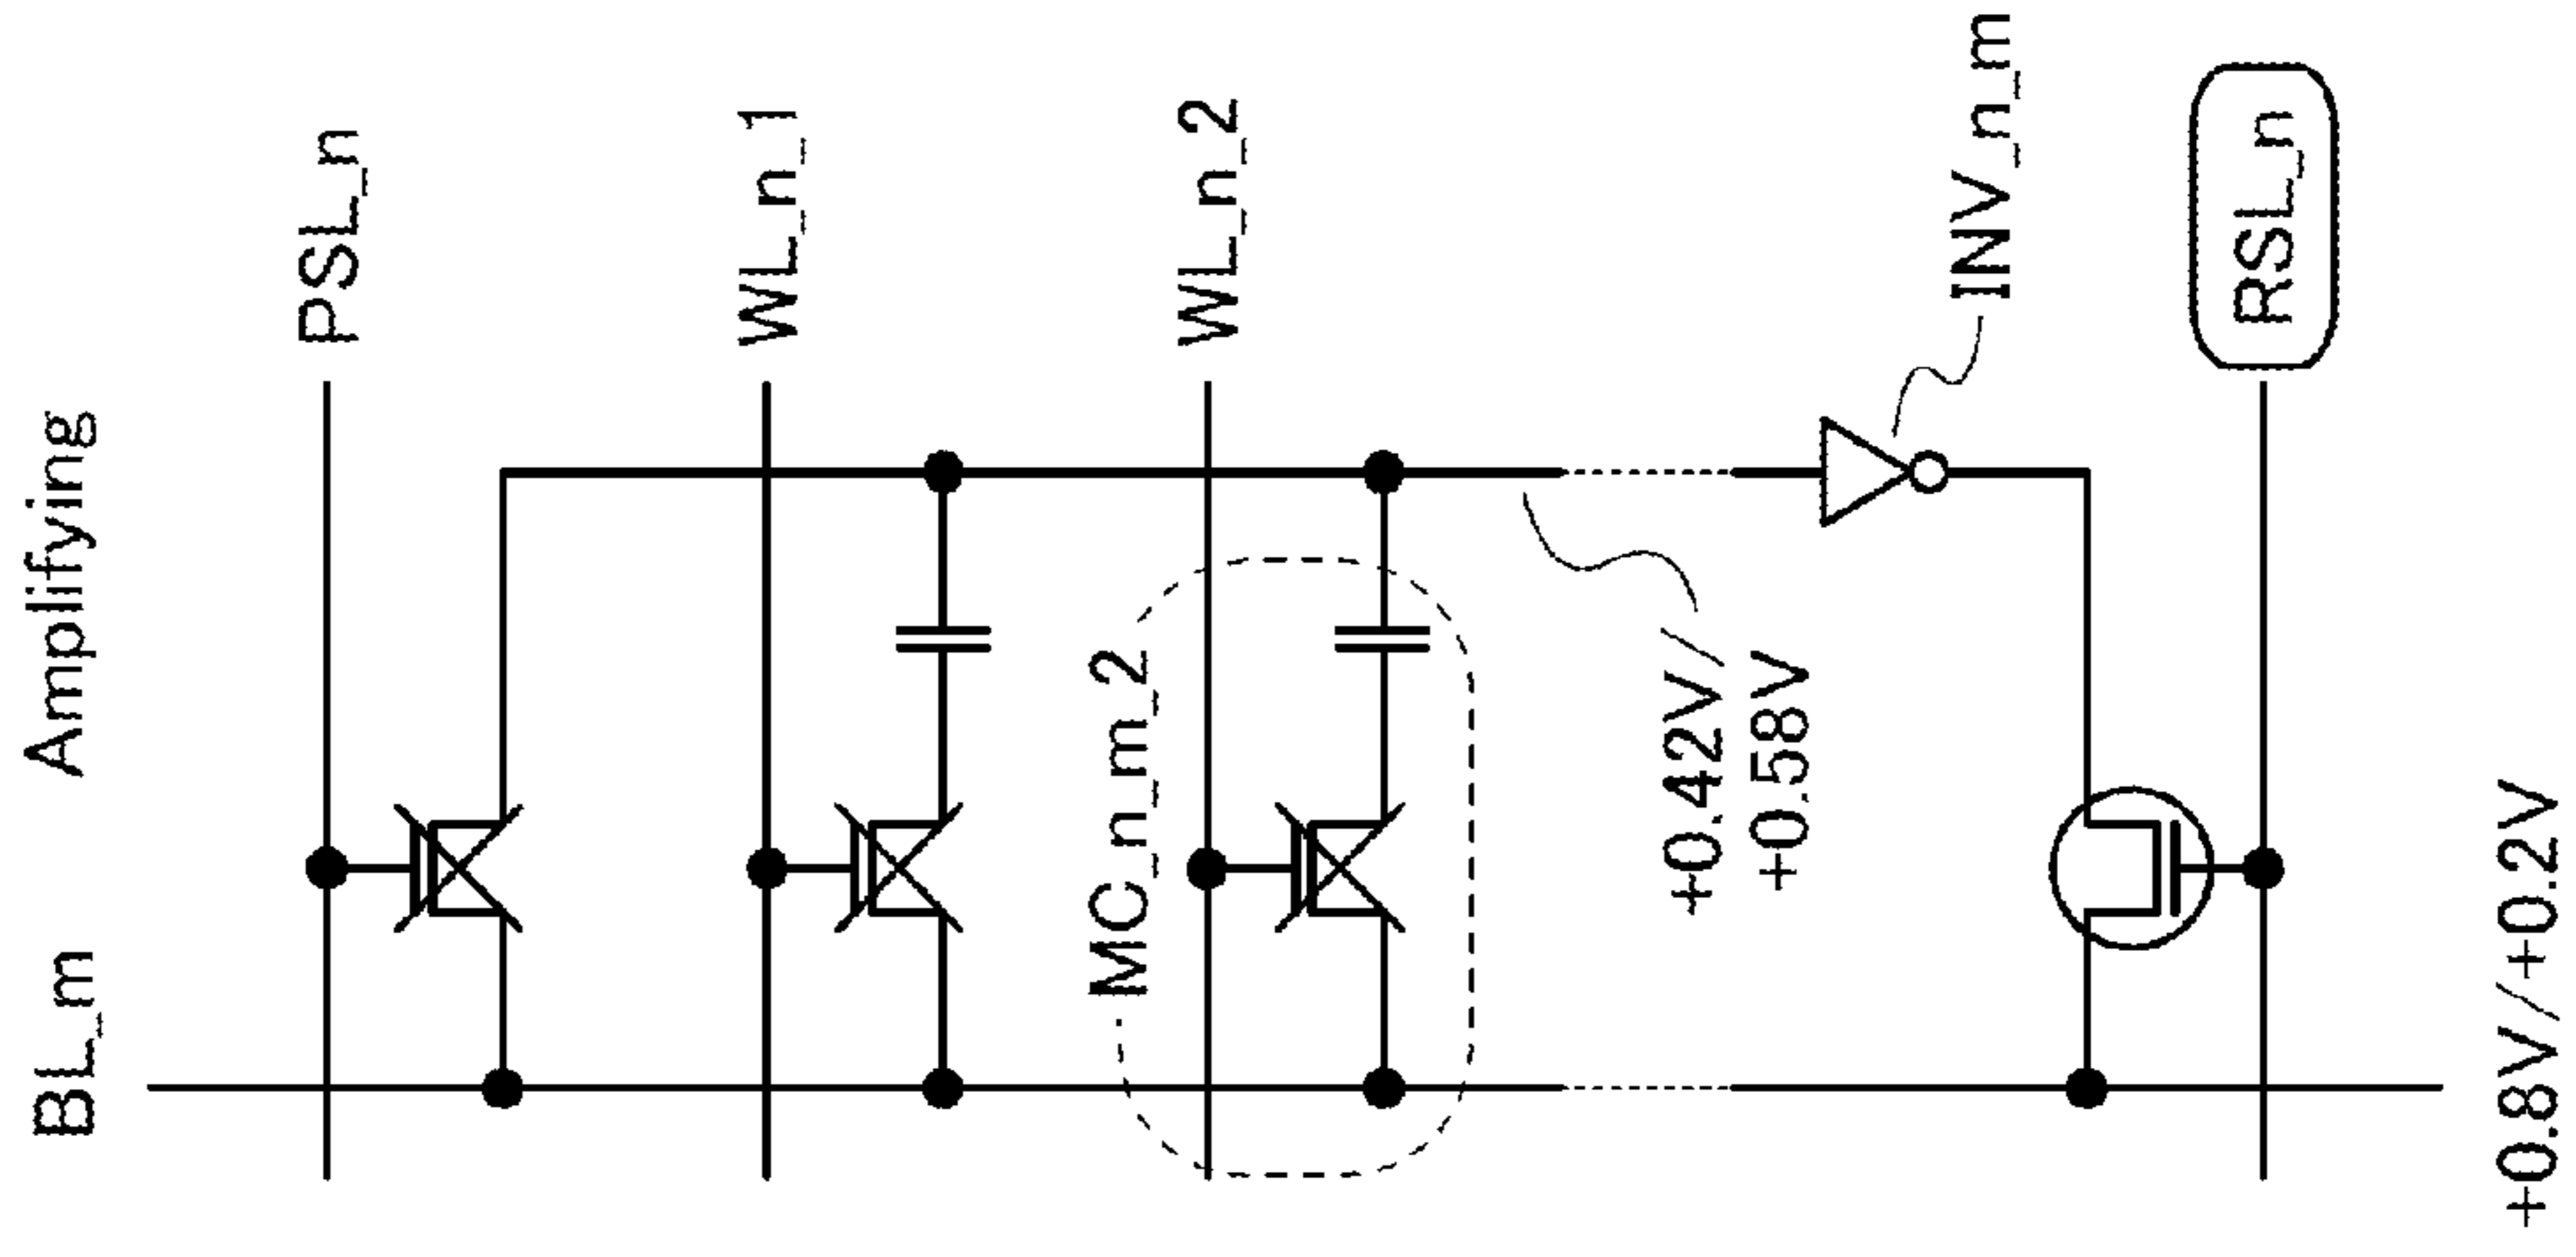 Amplifying
BL_m
PSL_n
WL_n_1
WL_n_2
MC_n_m_2
+0.42V/
+0.58V
INV_n_m
RSL_n
+0.8V/+0.2V